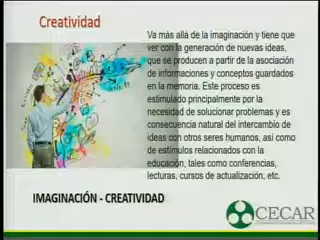 Creatividad
Va más allá de la imaginación y tiene que
ver con la generación de nuevas ideas,
que se producen a partir de la asociación
de informaciones y conceptos guardados
en la memoria. Este proceso es
estimulado principalmente por la
necesidad de solucionar problemas y es
consecuencia natural del intercambio de
ideas con otros seres humanos, así como
de estímulos relacionados con la
educación, tales como conferencias,
lecturas, cursos de actualización, etc.
IMAGINACIÓN - CREATIVIDAD
CECAR